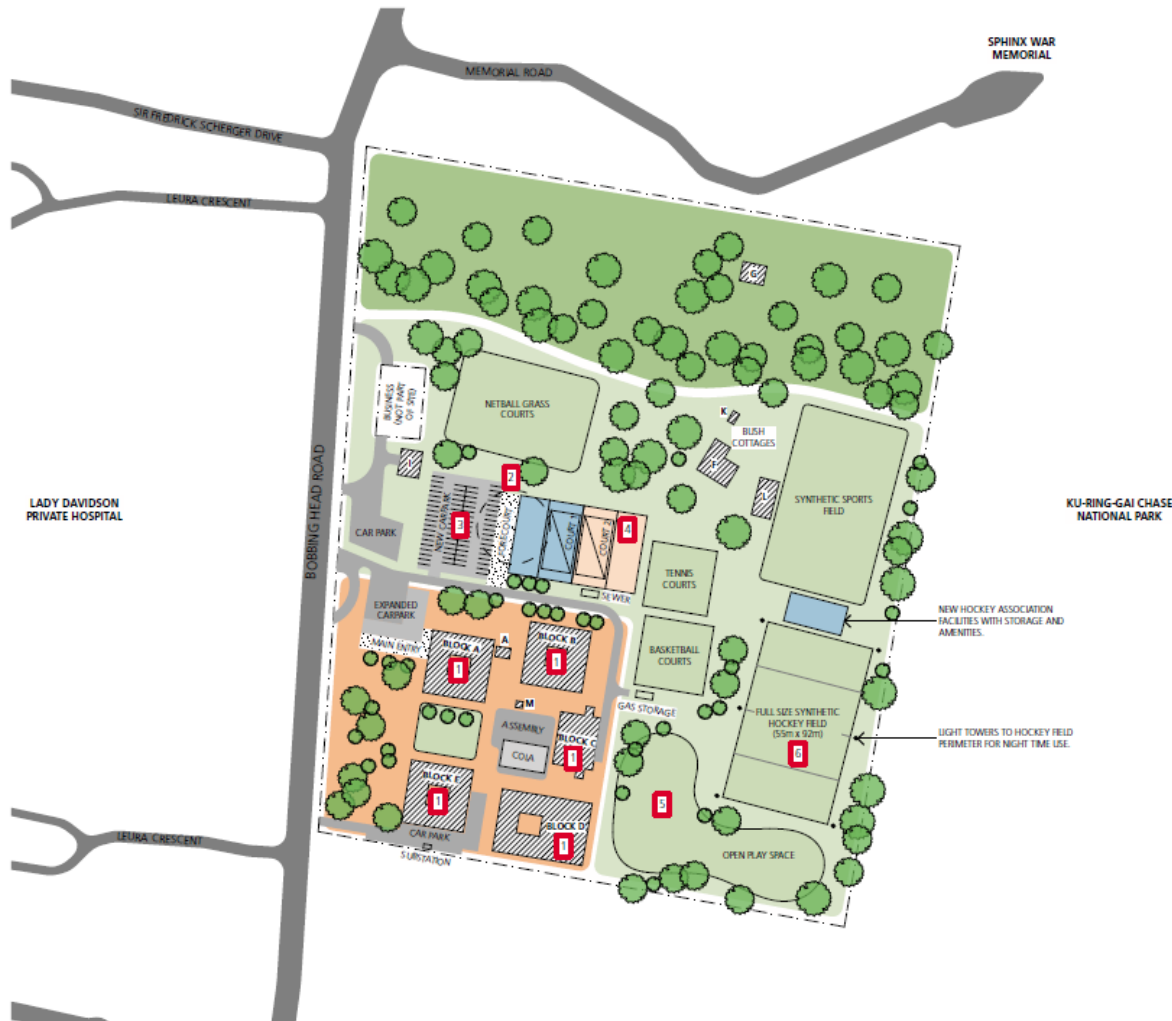 SPHINX WAR
MEMORIAL
MEMORIAL ROAD
SIR FREDRICK SCHERGER DRIVE
LEURA CRESCENT
G
BUSINESS
(NOT PART
OF SITE)
NETBALL GRASS
COURTS
K
BUSH
COTTAGES
F
I
L
2
LADY DAVIDSON
PRIVATE HOSPITAL
BOBBING HEAD ROAD
SYNTHETIC SPORTS
FIELD
KU-RING-GAI CHASE
NATIONAL PARK
CAR PARK
NEW CARPARK
3
FORECOURT
COURT 1
COURT 2
4
TENNIS
COURTS
SEWER
EXPANDED
CARPARK
NEW HOCKEY ASSOCIATION
FACILITIES WITH STORAGE AND
AMENITIES.
MAIN ENTRY
BLOCK A
1
A
BLOCK B
1
BASKETBALL
COURTS
M
GAS STORAGE
ASSEMBLY
COLA
BLOCK C
1
FULL SIZE SYNTHETIC
HOCKEY FIELD
(55m x 92m)
6
LIGHT TOWERS TO HOCKEY FIELD
PERIMETER FOR NIGHT TIME USE.
BLOCK E
1
5
BLOCK D
1
CAR PARK
SUBSTATION
OPEN PLAY SPACE
LEURA CRESCENT